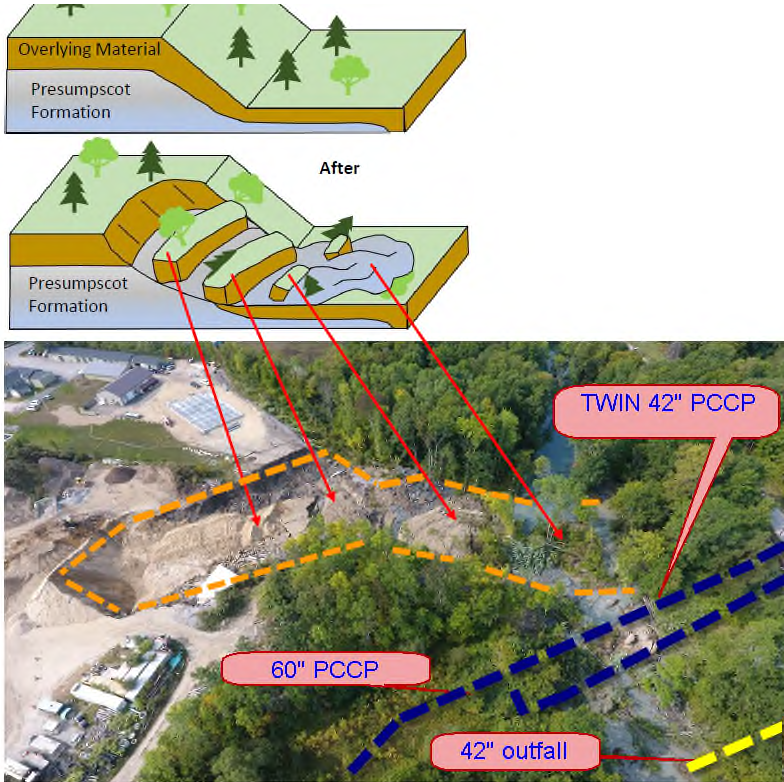 Overlying Material
Presumpscot
Formation
After
Presumpscot
Formation
TWIN 42" PCCP
60" PCCP
42" outfall